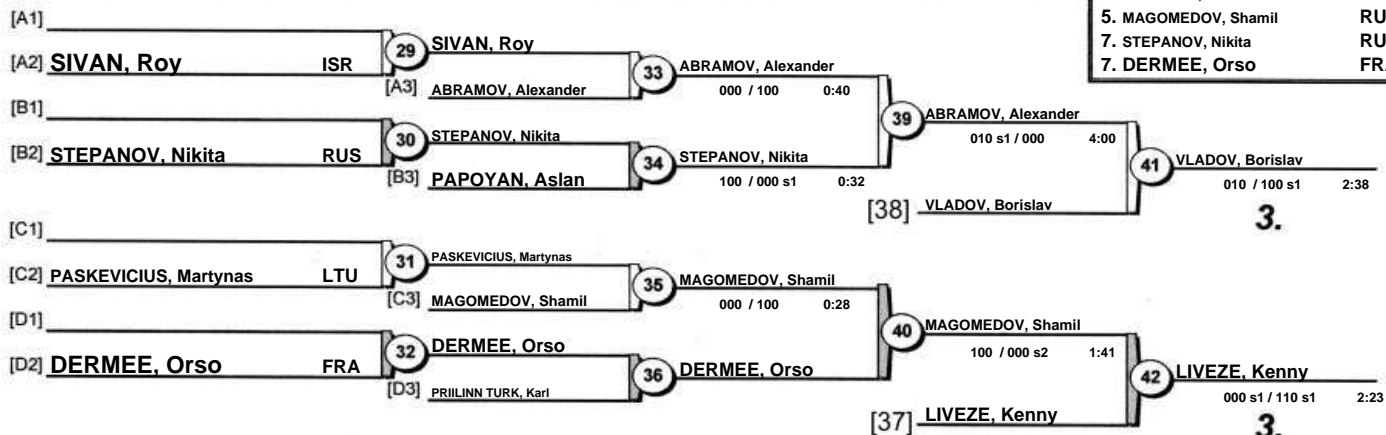 5. MAGOMEDOV, Shamil RU
7. STEPANOV, Nikita RU
7. DERMEE, Orso FRA
[A1]
[A2] SIVAN, Roy ISR
29
SIVAN, Roy
[A3] ABRAMOV, Alexander
33
ABRAMOV, Alexander
000 / 100 0:40
[B1]
[B2] STEPANOV, Nikita RUS
30
STEPANOV, Nikita
[B3] PAPOYAN, Aslan
34
STEPANOV, Nikita
100 / 000 s1 0:32
39
ABRAMOV, Alexander
010 s1 / 000 4:00
[38] VLADOV, Borislav
41
VLADOV, Borislav
010 / 100 s1 2:38
3.
[C1]
[C2] PASKEVICIUS, Martynas LTU
31
PASKEVICIUS, Martynas
[C3] MAGOMEDOV, Shamil
35
MAGOMEDOV, Shamil
000 / 100 0:28
[D1]
[D2] DERMEE, Orso FRA
32
DERMEE, Orso
[D3] PRIILINN TURK, Karl
36
DERMEE, Orso
40
MAGOMEDOV, Shamil
100 / 000 s2 1:41
[37] LIVEZE, Kenny
42
LIVEZE, Kenny
000 s1 / 110 s1 2:23
3.